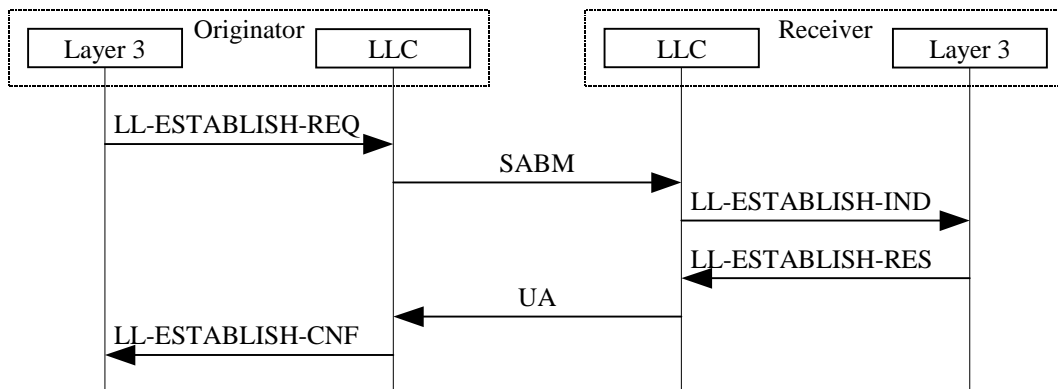 Originator
Receiver
Layer 3
LLC
LLC
Layer 3
LL-ESTABLISH-REQ
SABM
LL-ESTABLISH-IND
LL-ESTABLISH-RES
UA
LL-ESTABLISH-CNF